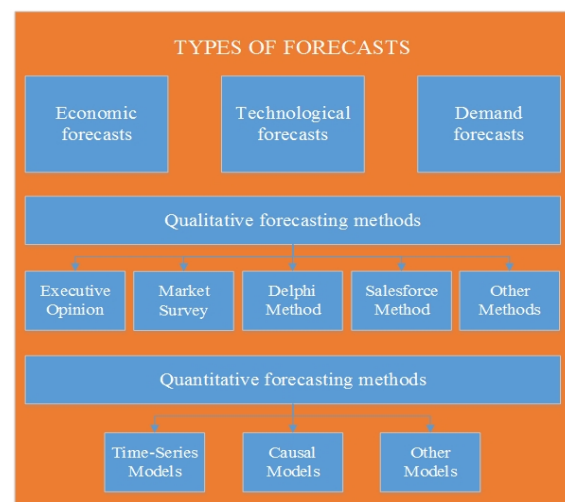 TYPES OF FORECASTS
Economic
forecasts
Technological
forecasts
Demand
forecasts
Qualitative forecasting methods
Executive
Opinion
Market
Survey
Delphi
Method
Salesforce
Method
Other
Methods
Quantitative forecasting methods
Time-Series
Models
Causal
Models
Other
Models